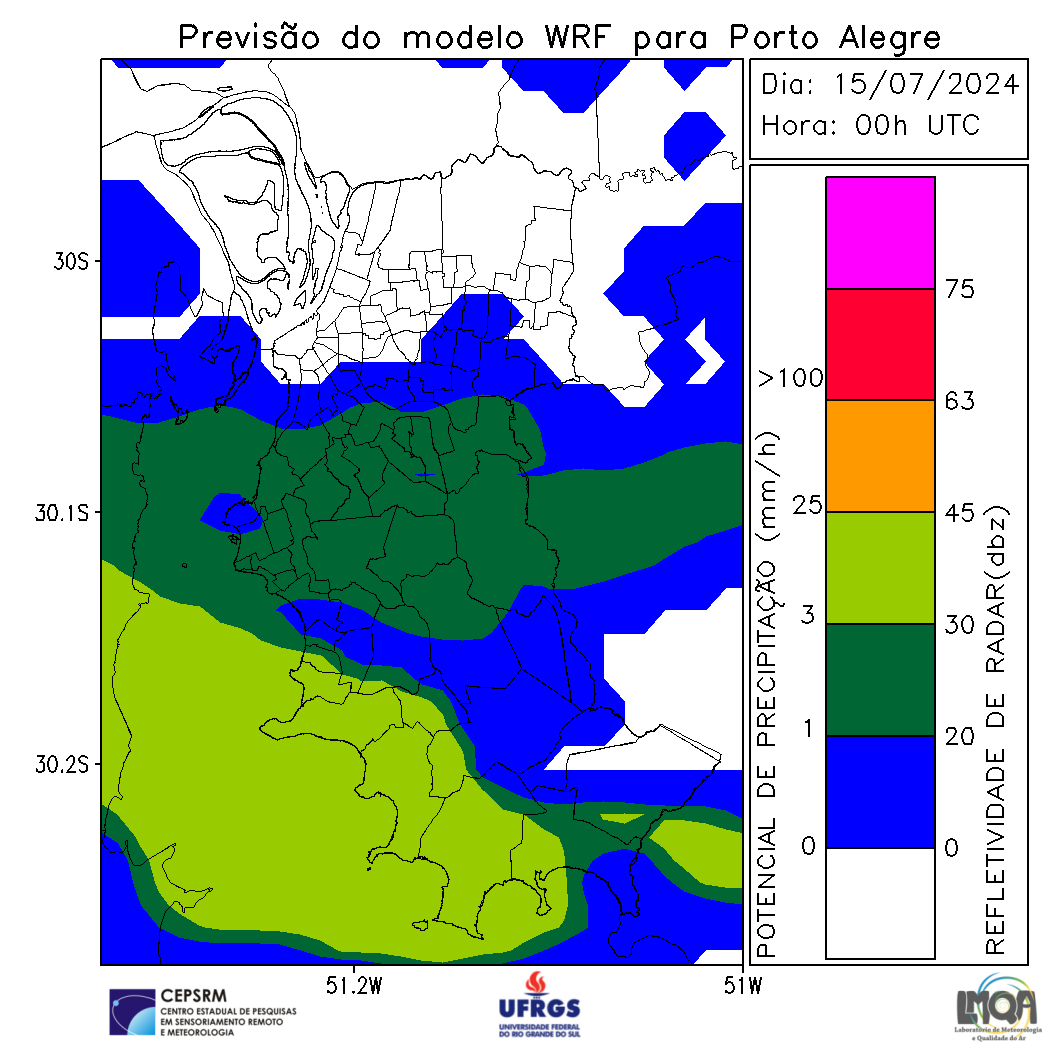 Previsão do modelo WRF para Porto Alegre
Dia: 15/07/2024
Hora: 00h UTC
30S
30.1S
30.2S
51.2W
51W
POTENCIAL DE PRECIPITAÇÃO (mm/h)
>100
25
3
1
0
75
63
45
30
20
0
REFLETIVIDADE DE RADAR(dbz)
CEPSRM
CENTRO ESTADUAL DE PESQUISAS
EM SENSORIAMENTO REMOTO
E METEOROLOGIA
UFRGS
UNIVERSIDADE FEDERAL
DO RIO GRANDE DO SUL
LMQA
Laboratório de Meteorologia
e Qualidade do Ar